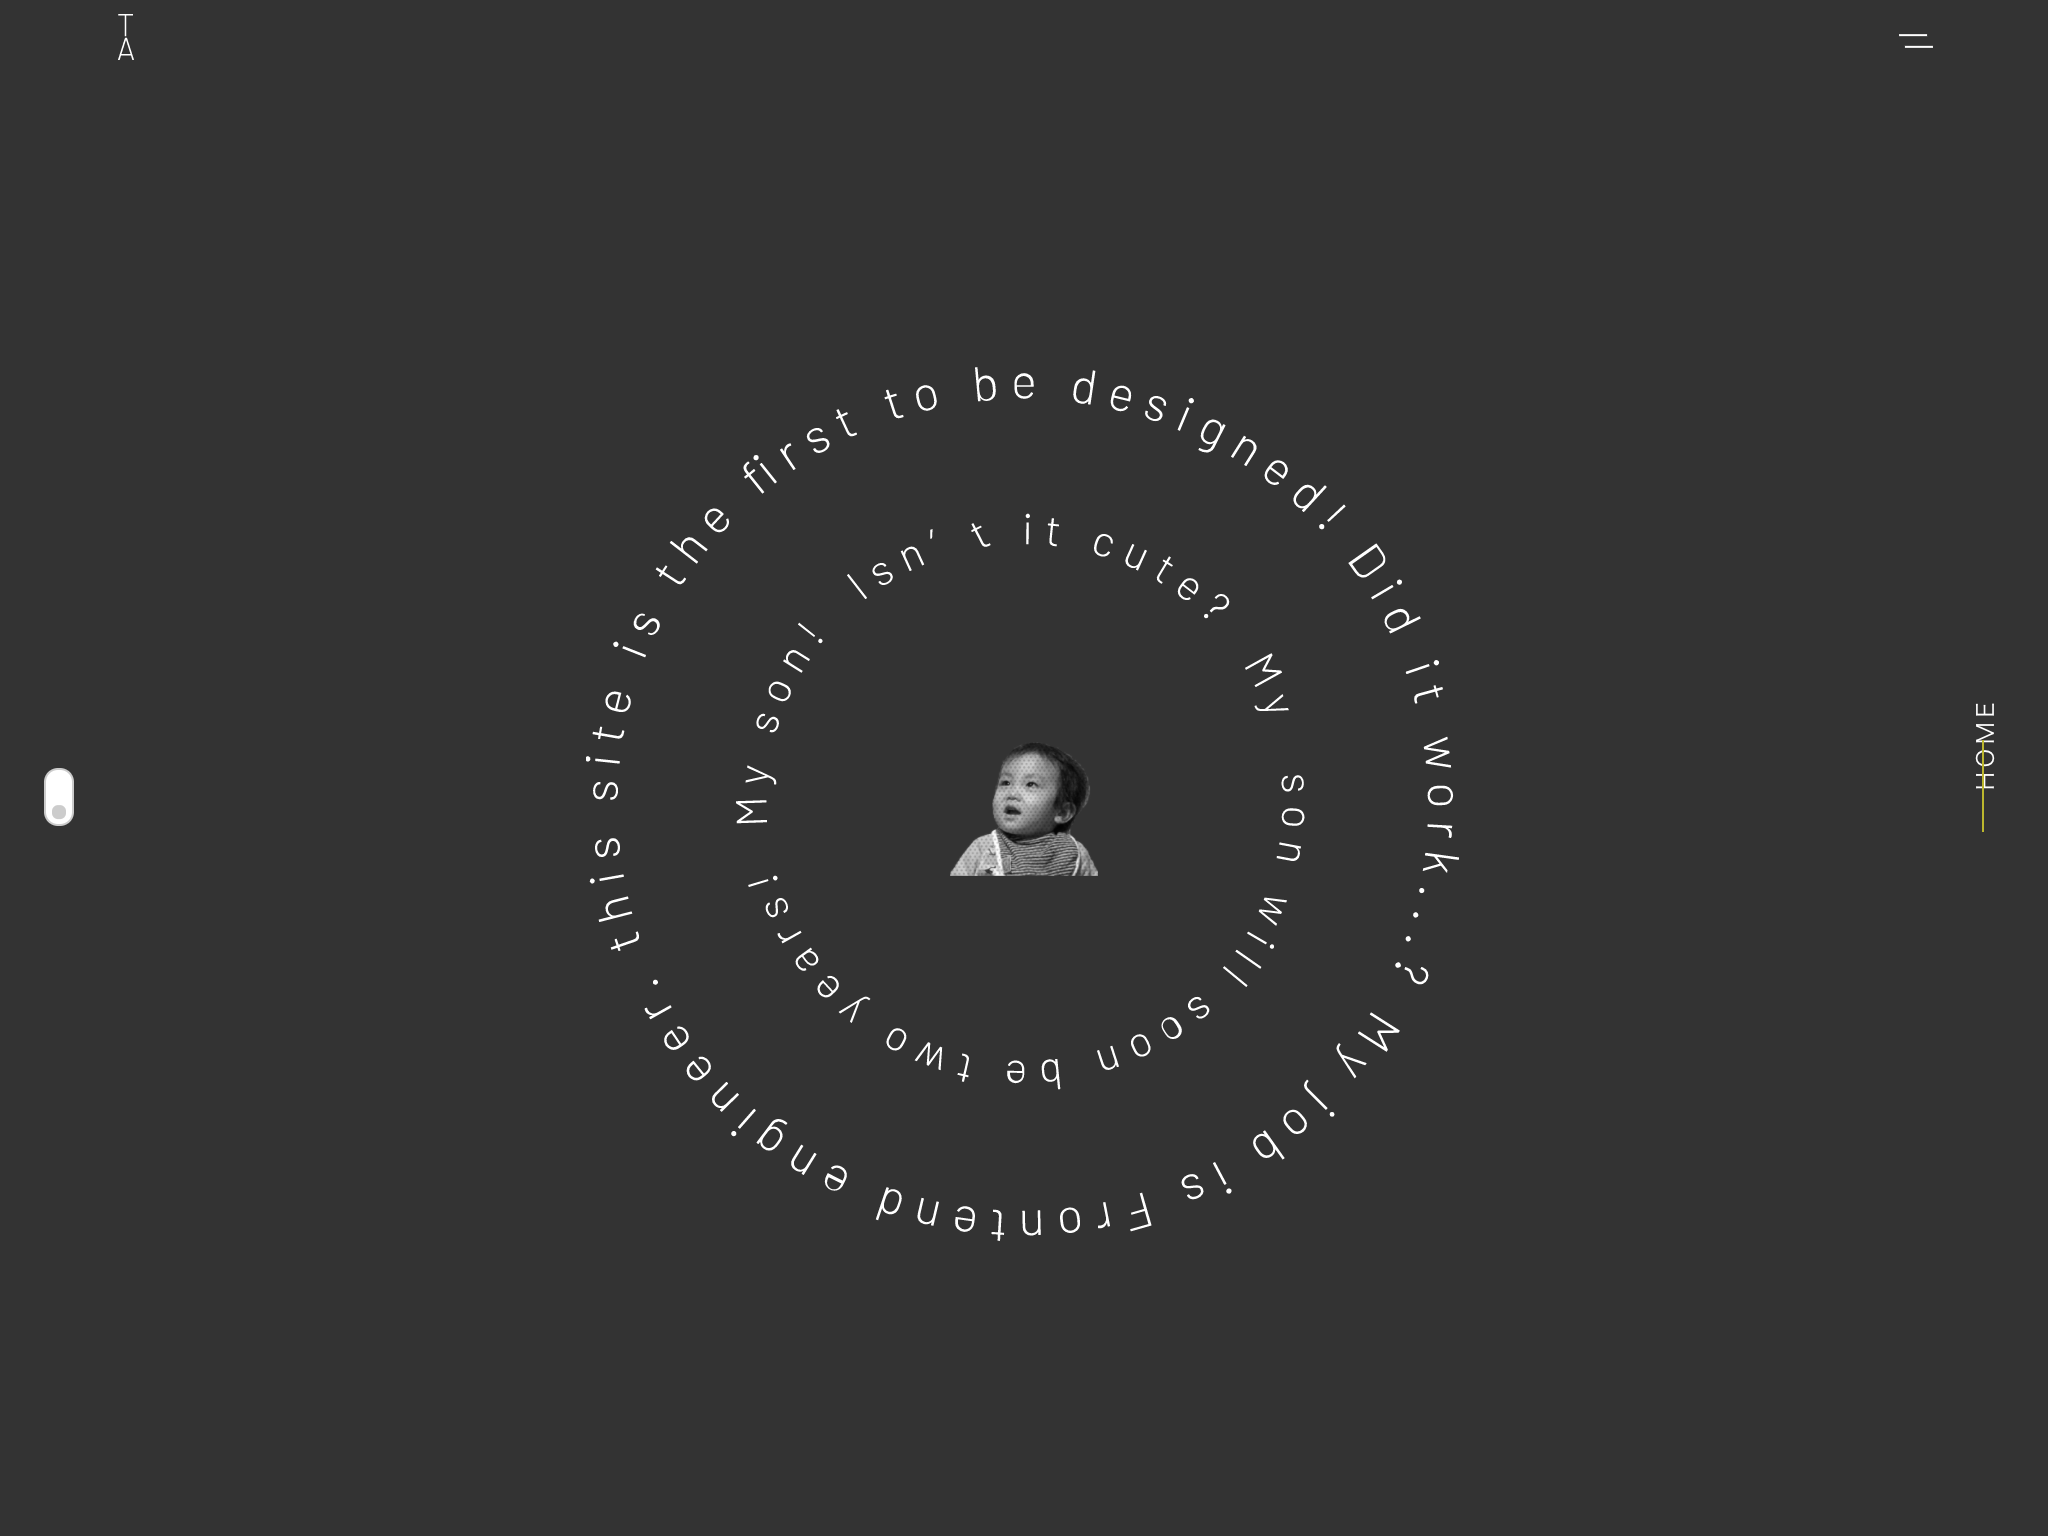 T
A
My job is Frontend engineer. this site is the first to be designed! Did it work...?
My son! Isn't it cute? My son will soon be two years!
HOME